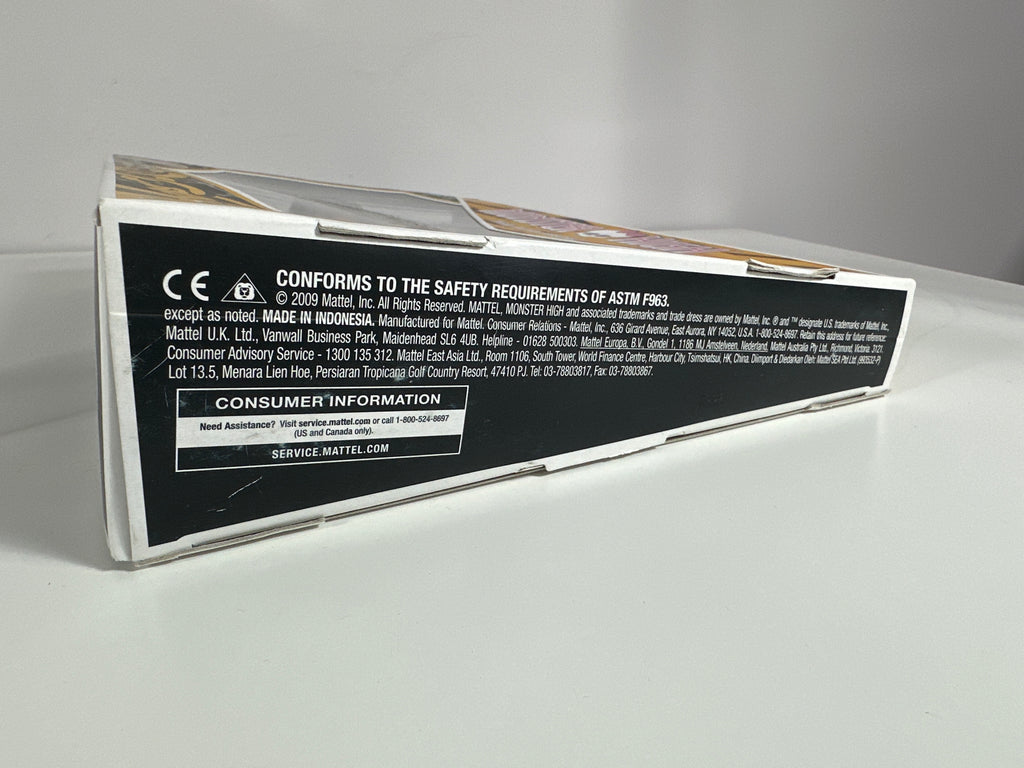 CE
CONFORMS TO THE SAFETY REQUIREMENTS OF ASTM F963.
© 2009 Mattel, Inc. All Rights Reserved. MATTEL, MONSTER HIGH and associated trademarks and trade dress are owned by Mattel, Inc. ® and ™ designate U.S. trademarks of Mattel, Inc.,
except as noted. MADE IN INDONESIA. Manufactured for Mattel. Consumer Relations - Mattel, Inc., 636 Girard Avenue, East Aurora, NY 14052, U.S.A. 1-800-524-8697. Retain this address for future reference:
Mattel U.K. Ltd., Vanwall Business Park, Maidenhead SL6 4UB. Helpline - 01628 500303. Mattel Europa, B.V., Gondel 1, 1186 MJ Amstelveen, Nederland. Mattel Australia Pty Ltd., Richmond, Victoria. 3121.
Consumer Advisory Service - 1300 135 312. Mattel East Asia Ltd., Room 1106, South Tower, World Finance Centre, Harbour City, Tsimshatsui, HK, China. Diimport & Diedarkan Oleh: Mattel SEA Ptd Ltd. (993532-P)
Lot 13.5, Menara Lien Hoe, Persiaran Tropicana Golf Country Resort, 47410 PJ. Tel: 03-78803817, Fax: 03-78803867.
CONSUMER INFORMATION
Need Assistance? Visit service.mattel.com or call 1-800-524-8697
(US and Canada only).
SERVICE.MATTEL.COM